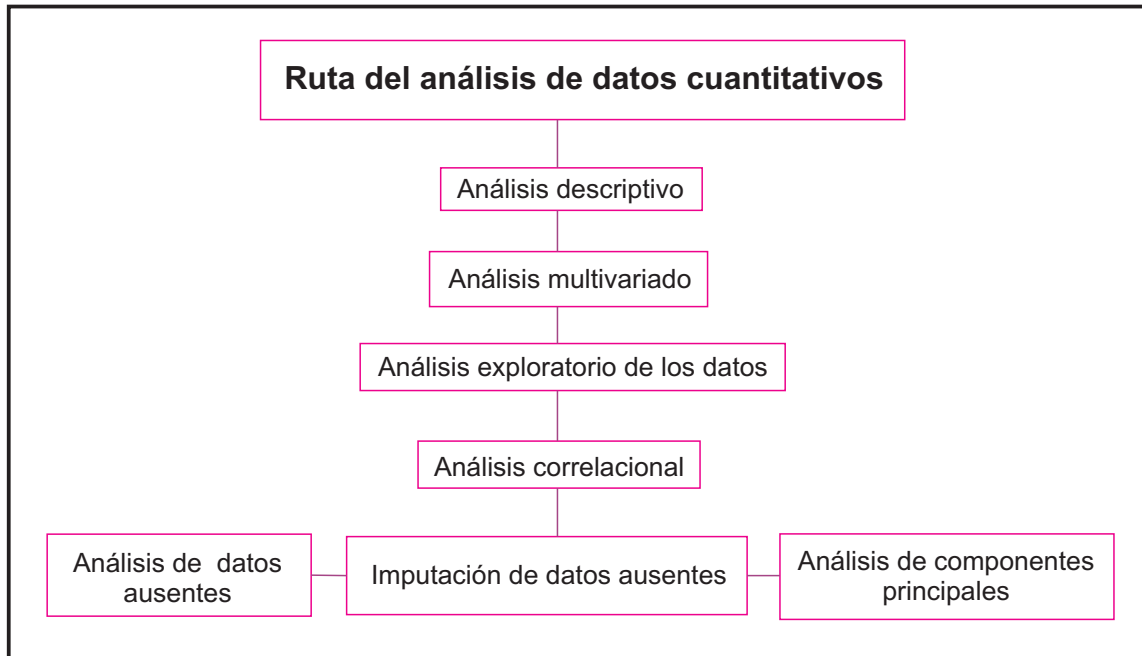 Ruta del análisis de datos cuantitativos
Análisis descriptivo
Análisis multivariado
Análisis exploratorio de los datos
Análisis correlacional
Análisis de datos
ausentes
Imputación de datos ausentes
Análisis de componentes
principales